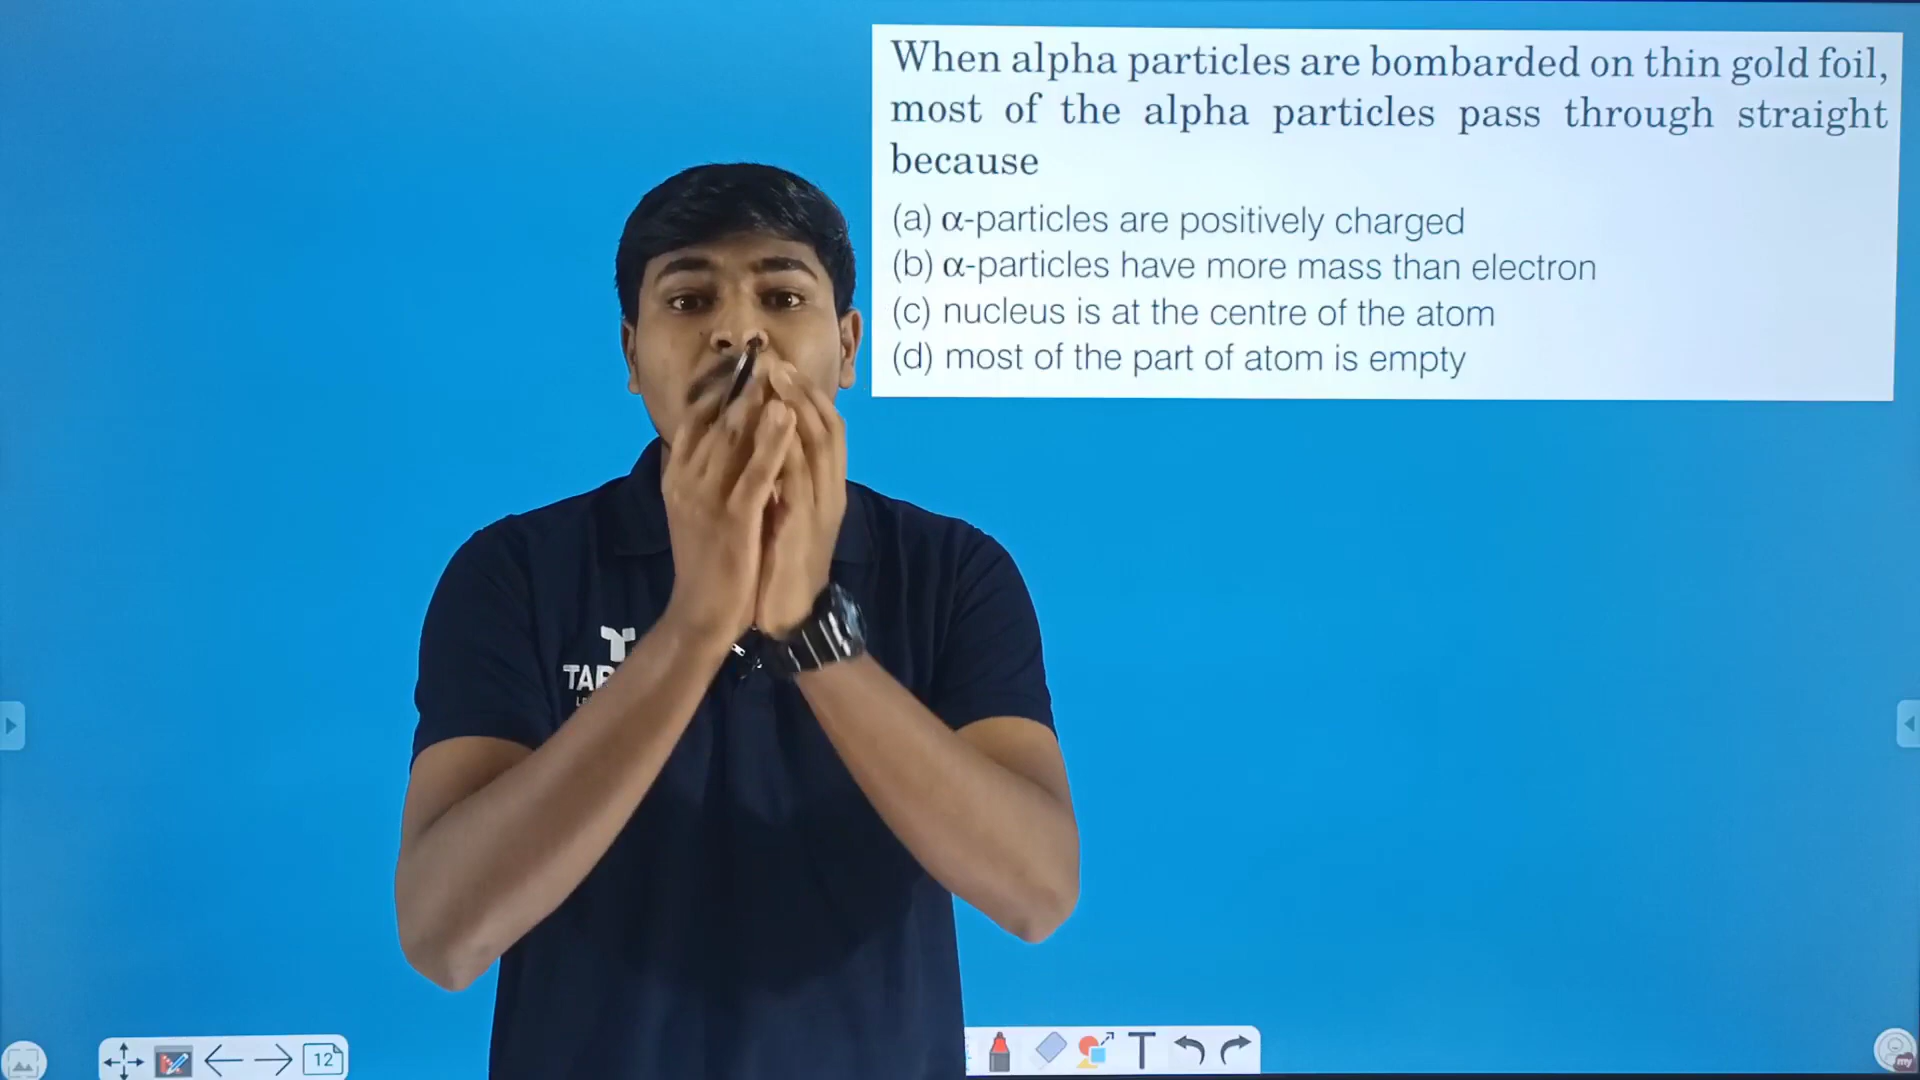 When alpha particles are bombarded on thin gold foil,
most of the alpha particles pass through straight
because
(a) α-particles are positively charged
(b) α-particles have more mass than electron
(c) nucleus is at the centre of the atom
(d) most of the part of atom is empty
12
T
my